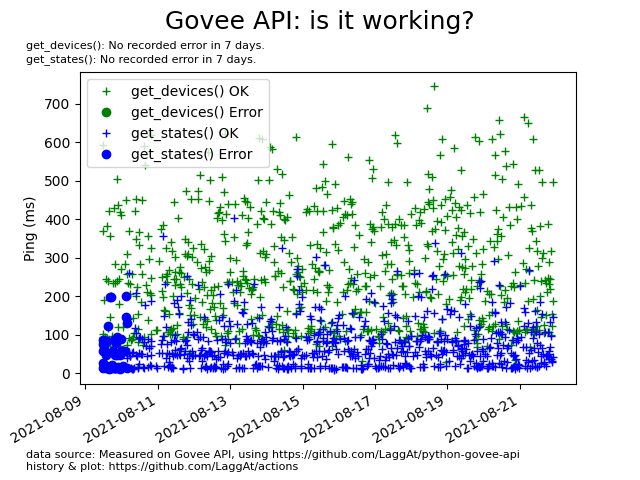 Govee API: is it working?
get_devices(): No recorded error in 7 days.
get_states(): No recorded error in 7 days.
get_devices() OK
get_devices() Error
get_states() OK
get_states() Error
Ping (ms)
700
600
500
400
300
200
100
0
2021-08-09
2021-08-11
2021-08-13
2021-08-15
2021-08-17
2021-08-19
2021-08-21
data source: Measured on Govee API, using https://github.com/LaggAt/python-govee-api
history & plot: https://github.com/LaggAt/actions